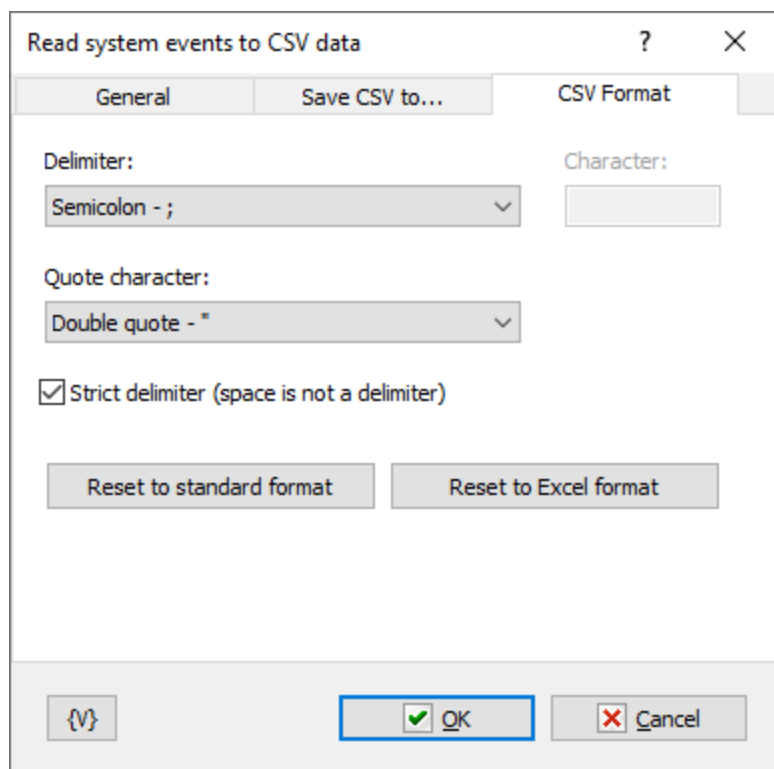 Read system events to CSV data ?
General Save CSV to... CSV Format
Delimiter: Character:
Semicolon - ;
Quote character:
Double quote - "
Strict delimiter (space is not a delimiter)
Reset to standard format Reset to Excel format
{V} OK Cancel